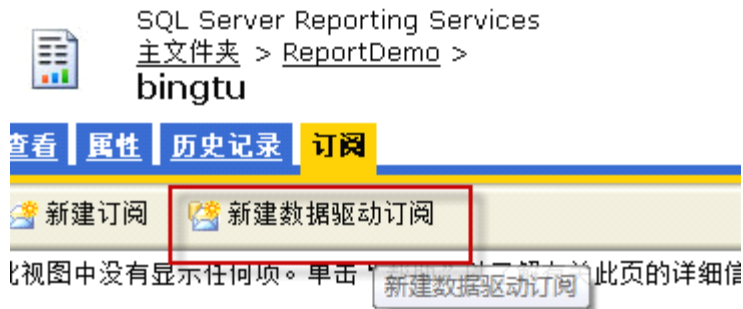 SQL Server Reporting Services
主文件夹 > ReportDemo >
bingtu
查看 属性 历史记录 订阅
新建订阅 新建数据驱动订阅
此视图中没有显示任何项。单击" 此页的详细信
新建数据驱动订阅